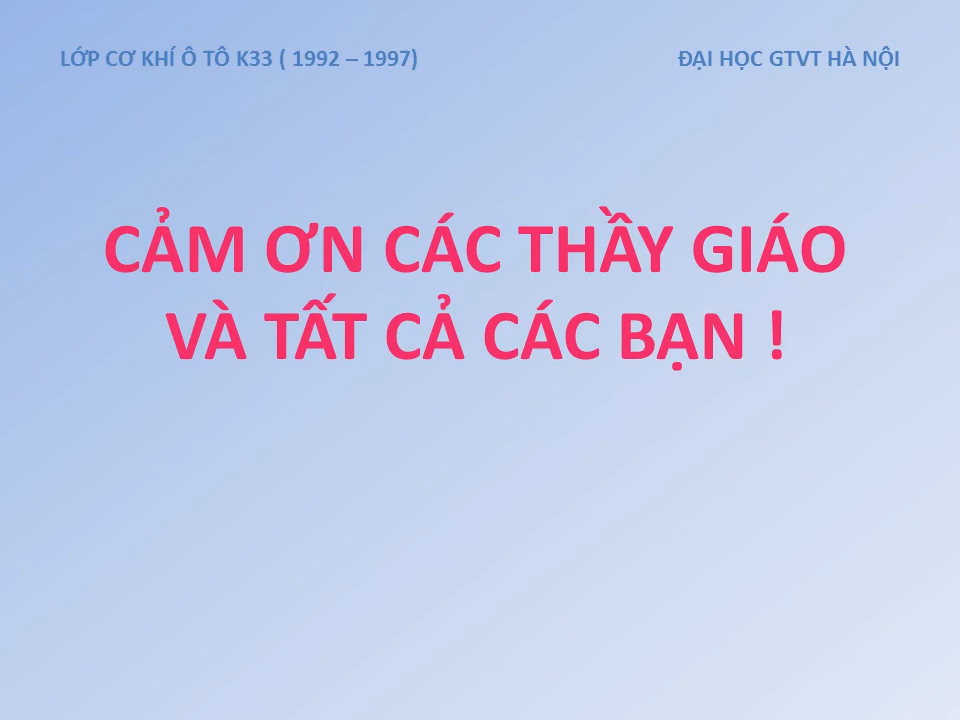 LỚP CƠ KHÍ Ô TÔ K33 ( 1992 – 1997)
ĐẠI HỌC GTVT HÀ NỘI
CẢM ƠN CÁC THẦY GIÁO
VÀ TẤT CẢ CÁC BẠN !